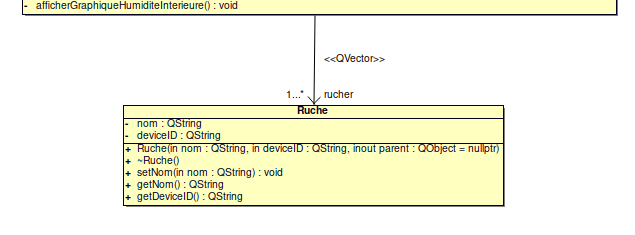 - afficherGraphiqueHumiditeInterieure() : void
<<QVector>>
1...* rucher
Ruche
- nom : QString
- deviceID : QString
+ Ruche(in nom : QString, in deviceID : QString, inout parent : QObject = nullptr)
+ ~Ruche()
+ setNom(in nom : QString) : void
+ getNom() : QString
+ getDeviceID() : QString